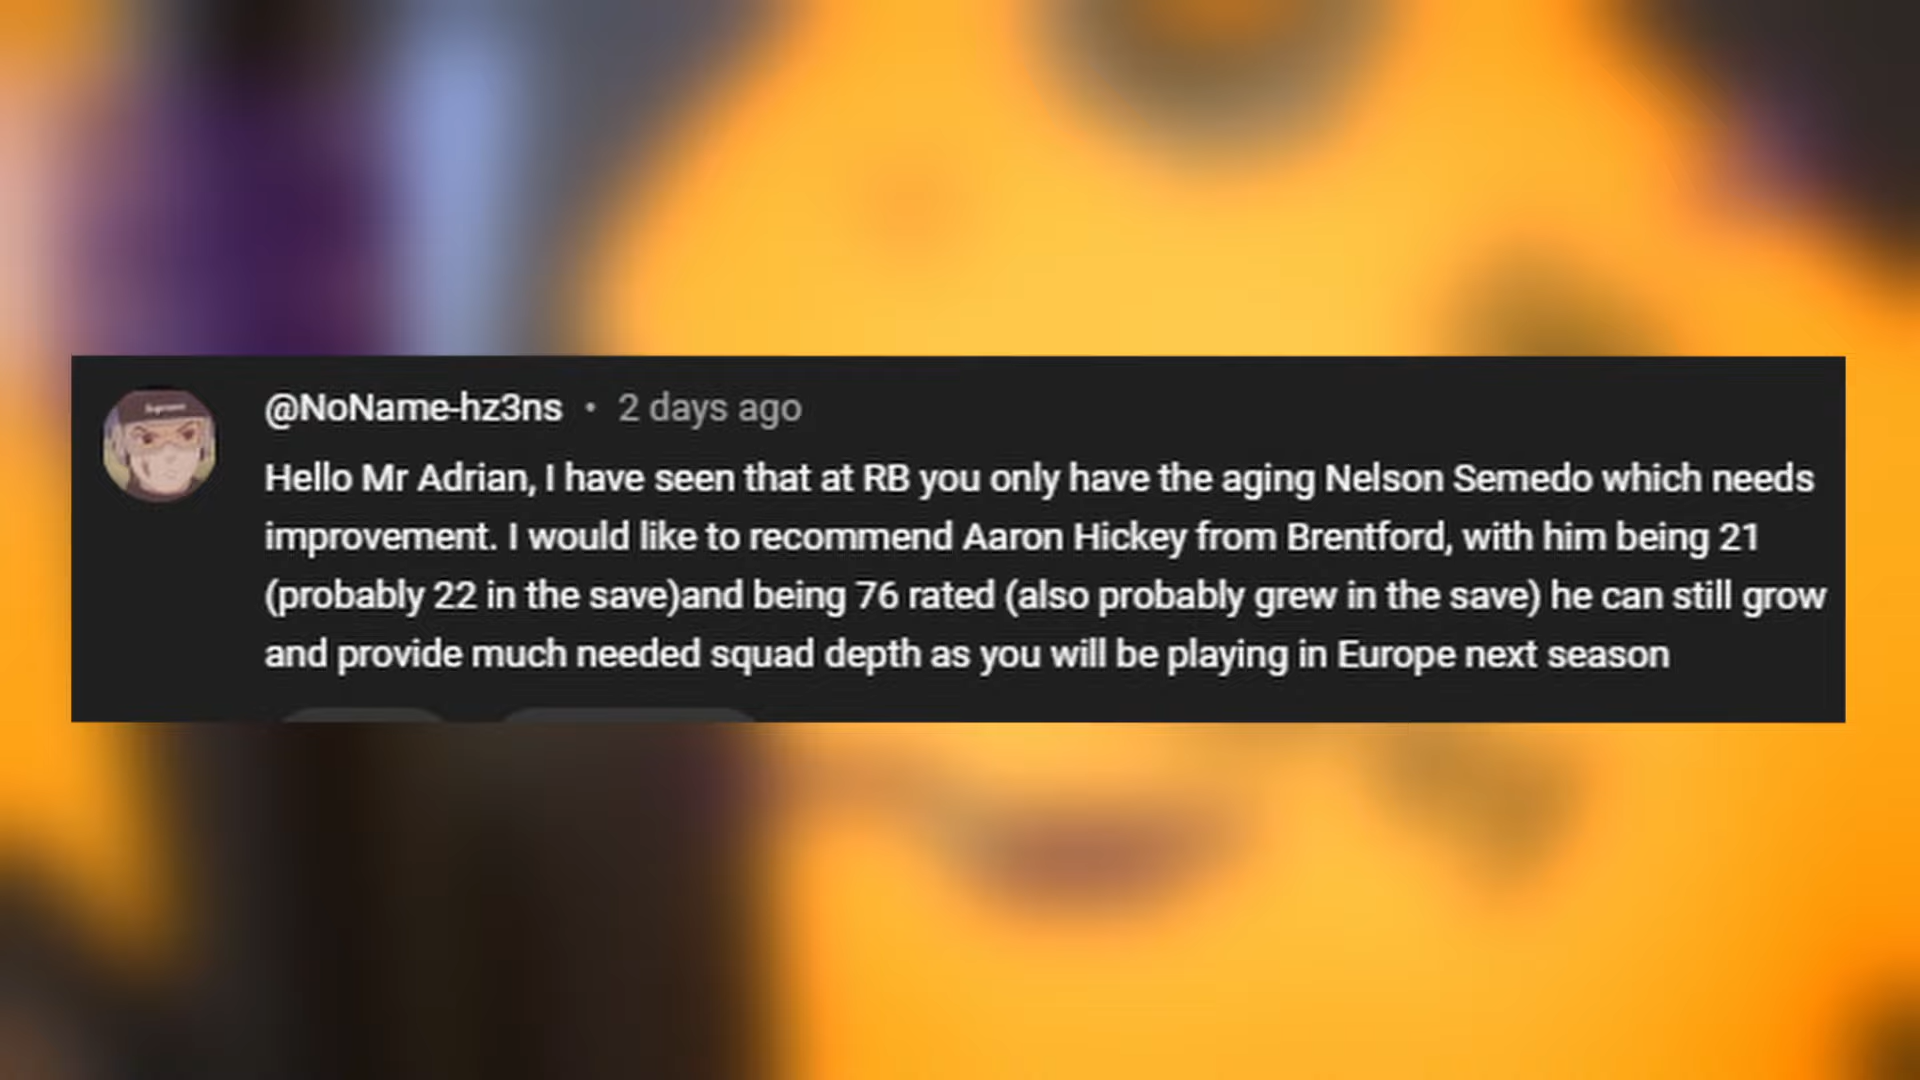 @NoName-hz3ns • 2 days ago
Hello Mr Adrian, I have seen that at RB you only have the aging Nelson Semedo which needs
improvement. I would like to recommend Aaron Hickey from Brentford, with him being 21
(probably 22 in the save)and being 76 rated (also probably grew in the save) he can still grow
and provide much needed squad depth as you will be playing in Europe next season